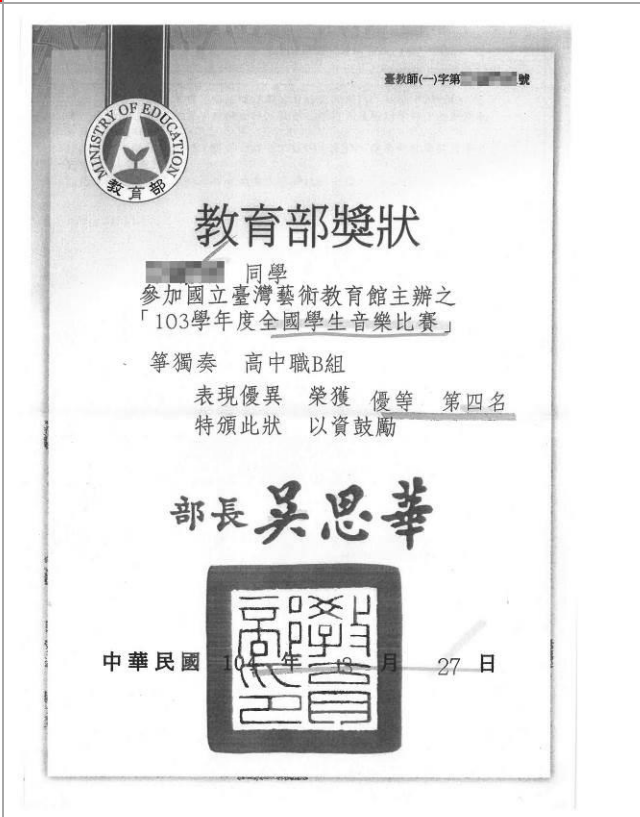 臺教師(一)字第 號
MINISTRY OF EDUCATION
教育部
教育部獎狀
同學
參加國立臺灣藝術教育館主辦之
「103學年度全國學生音樂比賽」
箏獨奏 高中職B組
表現優異 榮獲 優等 第四名
特頒此狀 以資鼓勵
部長 吳思華
中華民國 104 年 月 27 日